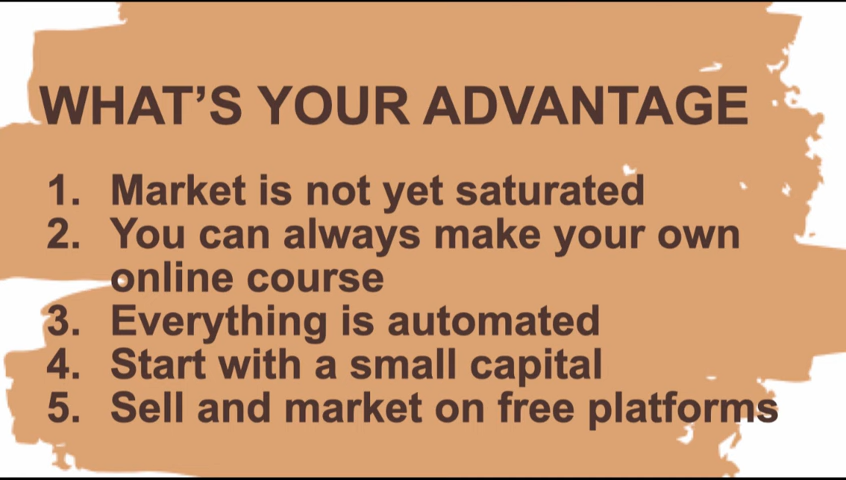 WHAT’S YOUR ADVANTAGE
1. Market is not yet saturated
2. You can always make your own
online course
3. Everything is automated
4. Start with a small capital
5. Sell and market on free platforms